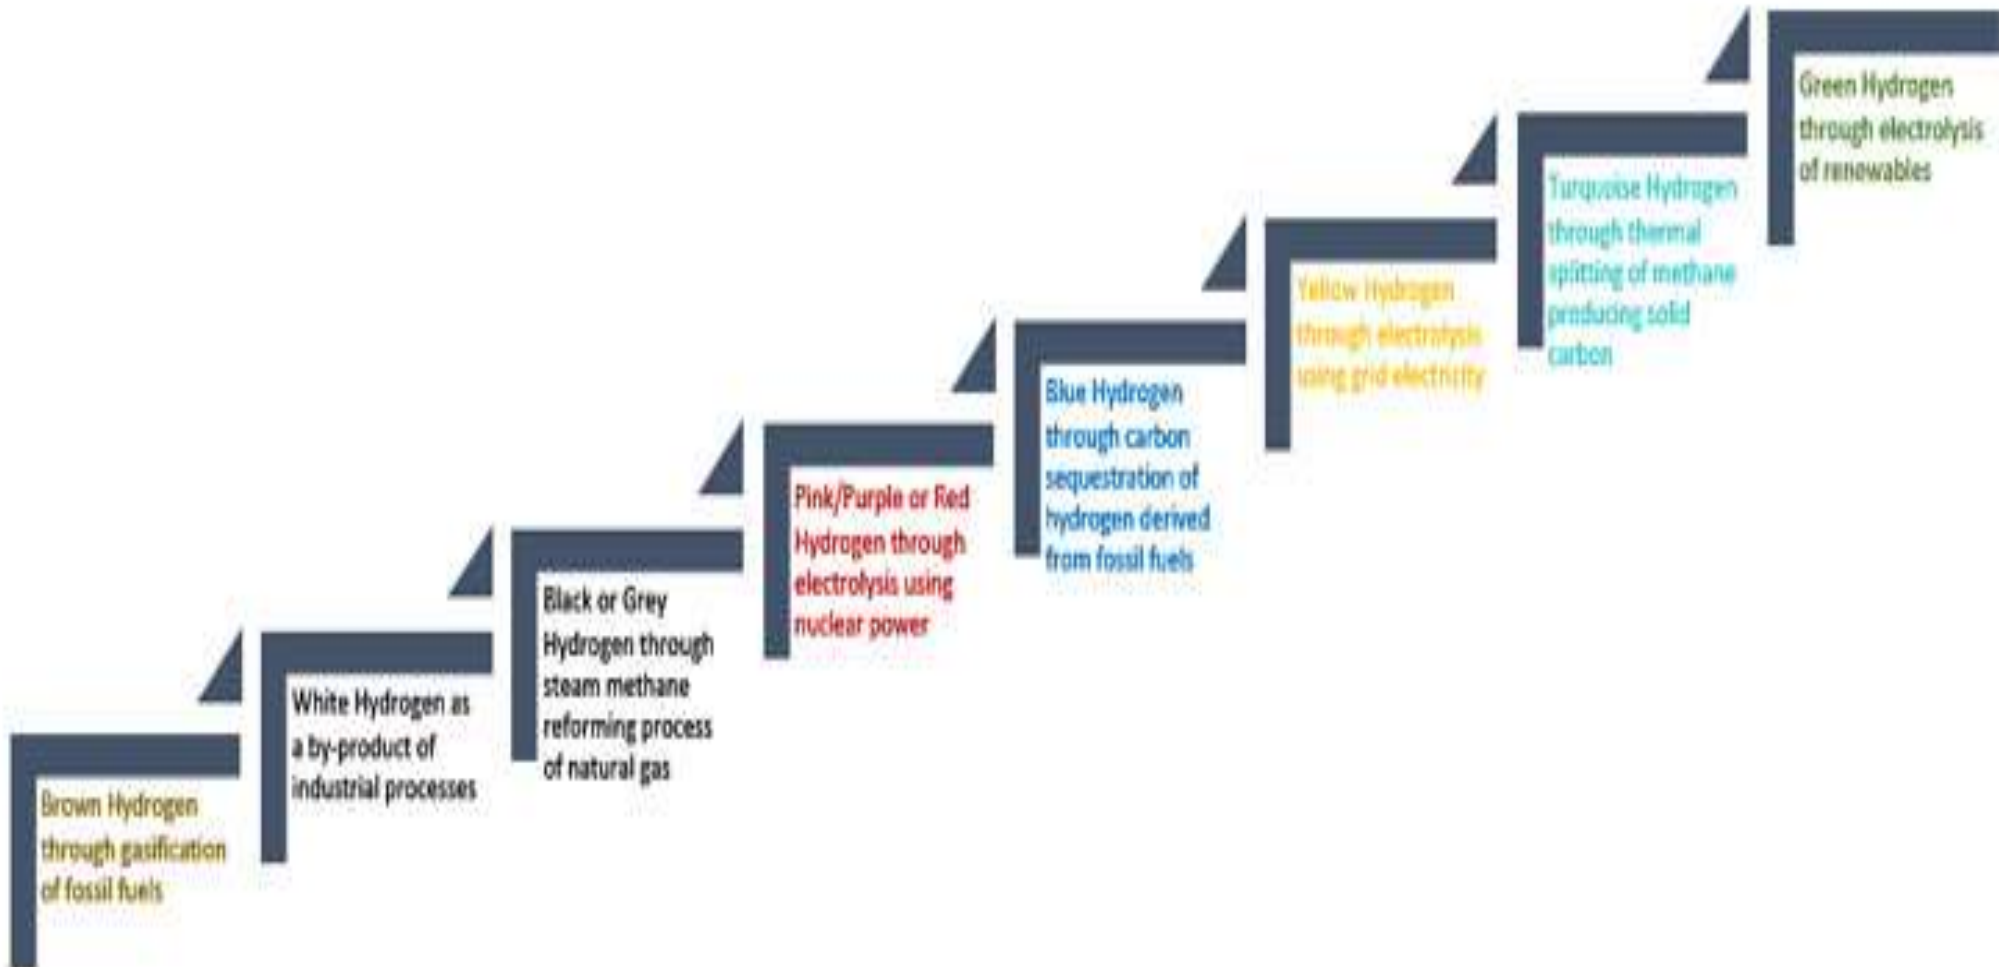 Brown Hydrogen
through gasification
of fossil fuels
White Hydrogen as
a by-product of
industrial processes
Black or Grey
Hydrogen through
steam methane
reforming process
of natural gas
Pink/Purple or Red
Hydrogen through
electrolysis using
nuclear power
Blue Hydrogen
through carbon
sequestration of
hydrogen derived
from fossil fuels
Yellow Hydrogen
through electrolysis
using grid electricity
Turquoise Hydrogen
through thermal
splitting of methane
producing solid
carbon
Green Hydrogen
through electrolysis
of renewables